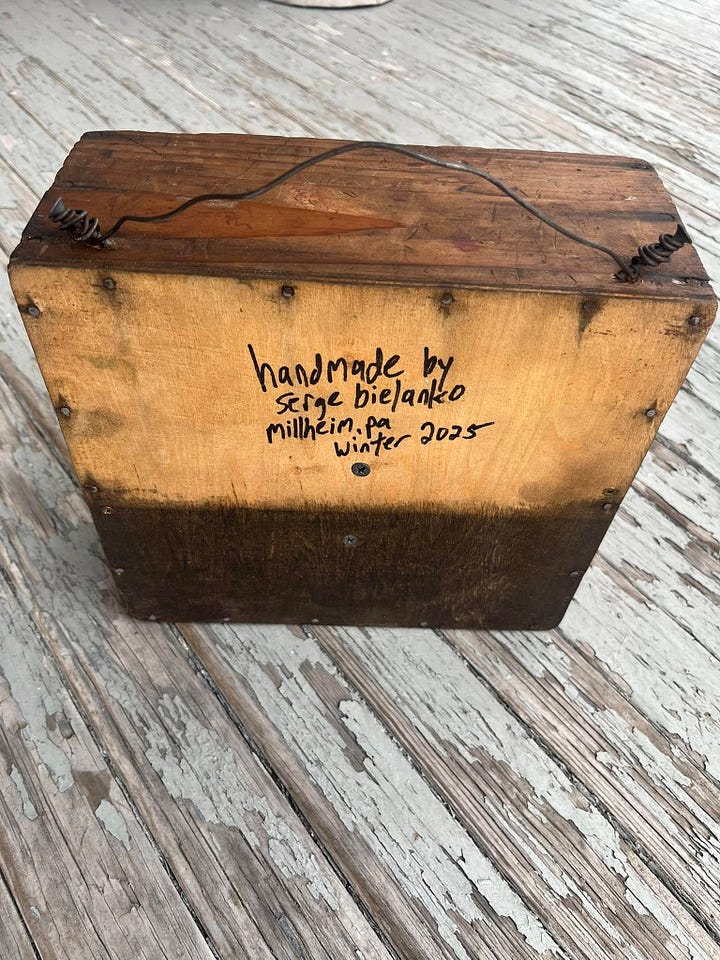 handmade by
serge bielanko
millheim, pa
winter 2025